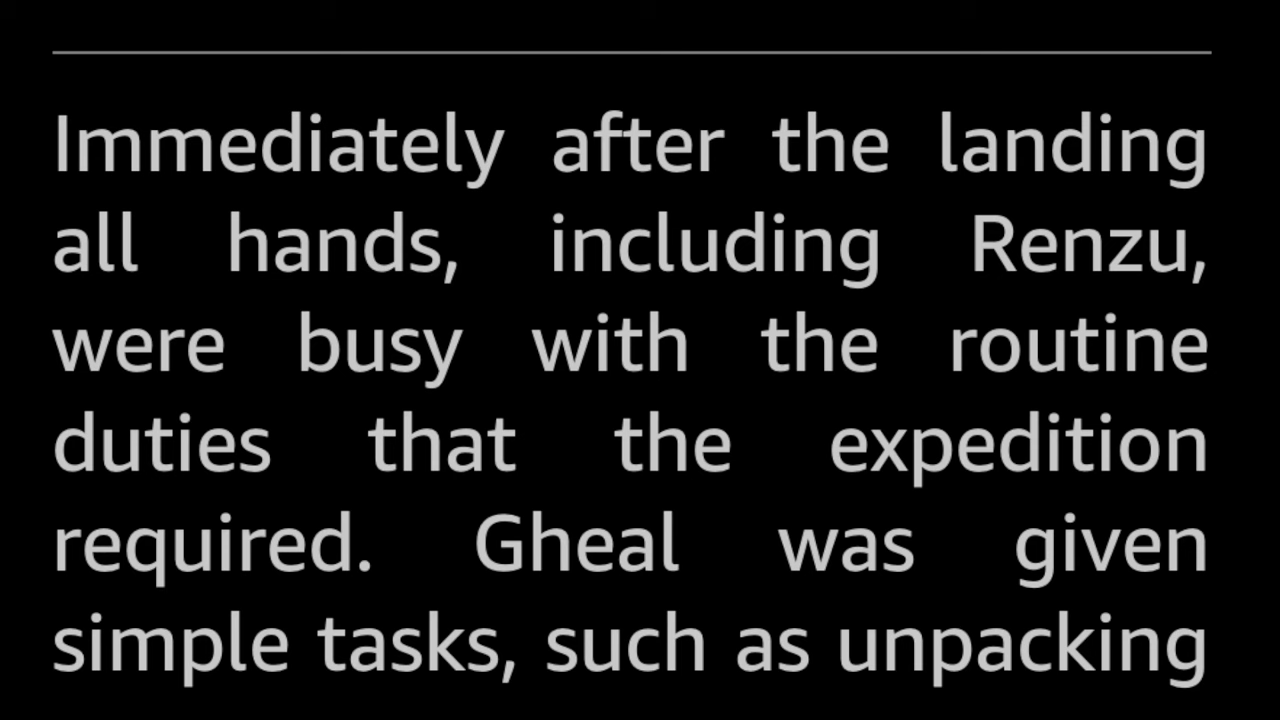 Immediately after the landing
all hands, including Renzu,
were busy with the routine
duties that the expedition
required. Gheal was given
simple tasks, such as unpacking